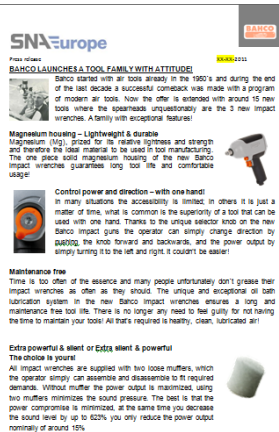 BAHCO
SNA Europe
Press release XX-XX-2011
BAHCO LAUNCHES A TOOL FAMILY WITH ATTITUDE!
Bahco started with air tools already in the 1950's and during the end
of the last decade a successful comeback was made with a program
of modern air tools. Now the offer is extended with around 15 new
tools where the spearheads unquestionably are the 3 new impact
wrenches. A family with exceptional features!
Magnesium housing – Lightweight & durable
Magnesium (Mg), prized for its relative lightness and strength
and therefore the ideal material to be used in tool manufacturing.
The one piece solid magnesium housing of the new Bahco
impact wrenches guarantees long tool life and comfortable
usage!
Control power and direction – with one hand!
In many situations the accessibility is limited; in others it is just a
matter of time, what is common is the superiority of a tool that can be
used with one hand. Thanks to the unique selector knob on the new
Bahco impact guns the operator can simply change direction by
pushing the knob forward and backwards, and the power output by
simply turning it to the left and right. It couldn't be easier!
Maintenance free
Time is too often of the essence and many people unfortunately don't grease their
impact wrenches as often as they should. The unique and exceptional oil bath
lubrication system in the new Bahco impact wrenches ensures a long and
maintenance free tool life. There is no longer any need to feel guilty for not having
the time to maintain your tools! All that's required is healthy, clean, lubricated air!
Extra powerful & silent or Extra silent & powerful
The choice is yours!
All impact wrenches are supplied with two loose mufflers, which
the operator simply can assemble and disassemble to fit required
demands. Without muffler the power output is maximized, using
two mufflers minimizes the sound pressure. The best is that the
power compromise is minimized, at the same time you decrease
the sound level by up to 623% you only reduce the power output
nominally of around 15%